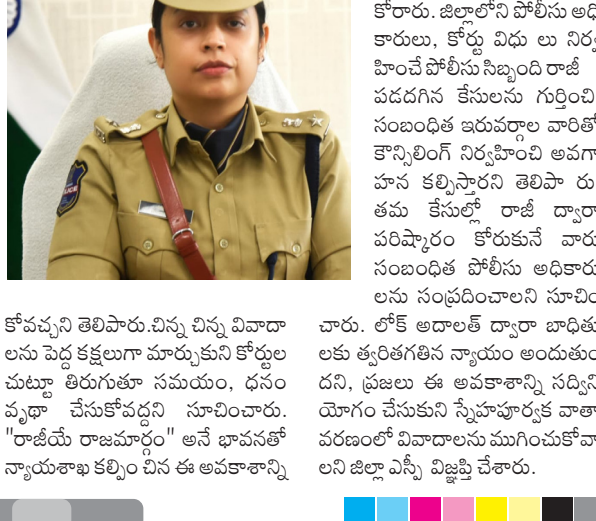 కోవచ్చని తెలిపారు.చిన్న చిన్న వివాదా
లను పెద్ద కక్షలుగా మార్చుకుని కోర్టుల
చుట్టూ తిరుగుతూ సమయం, ధనం
వృథా చేసుకోవద్దని సూచించారు.
"రాజీయే రాజమార్గం" అనే భావనతో
న్యాయశాఖ కల్పిం చిన ఈ అవకాశాన్ని
కోరారు. జిల్లాలోని పోలీసు అధి
కారులు, కోర్టు విధు లు నిర్వ
హించే పోలీసు సిబ్బంది రాజీ
పడదగిన కేసులను గుర్తించి
సంబంధిత ఇరువర్గాల వారితో
కౌన్సిలింగ్ నిర్వహించి అవగా
హన కల్పిస్తారని తెలిపా రు
తమ కేసుల్లో రాజీ ద్వారా
పరిష్కారం కోరుకునే వారు
సంబంధిత పోలీసు అధికారు
లను సంప్రదించాలని సూచిం
చారు. లోక్ అదాలత్ ద్వారా బాధితు
లకు త్వరితగతిన న్యాయం అందుతుం
దని, ప్రజలు ఈ అవకాశాన్ని సద్విని
యోగం చేసుకుని స్నేహపూర్వక వాతా
వరణంలో వివాదాలను ముగించుకోవా
లని జిల్లా ఎస్పీ విజ్ఞప్తి చేశారు.